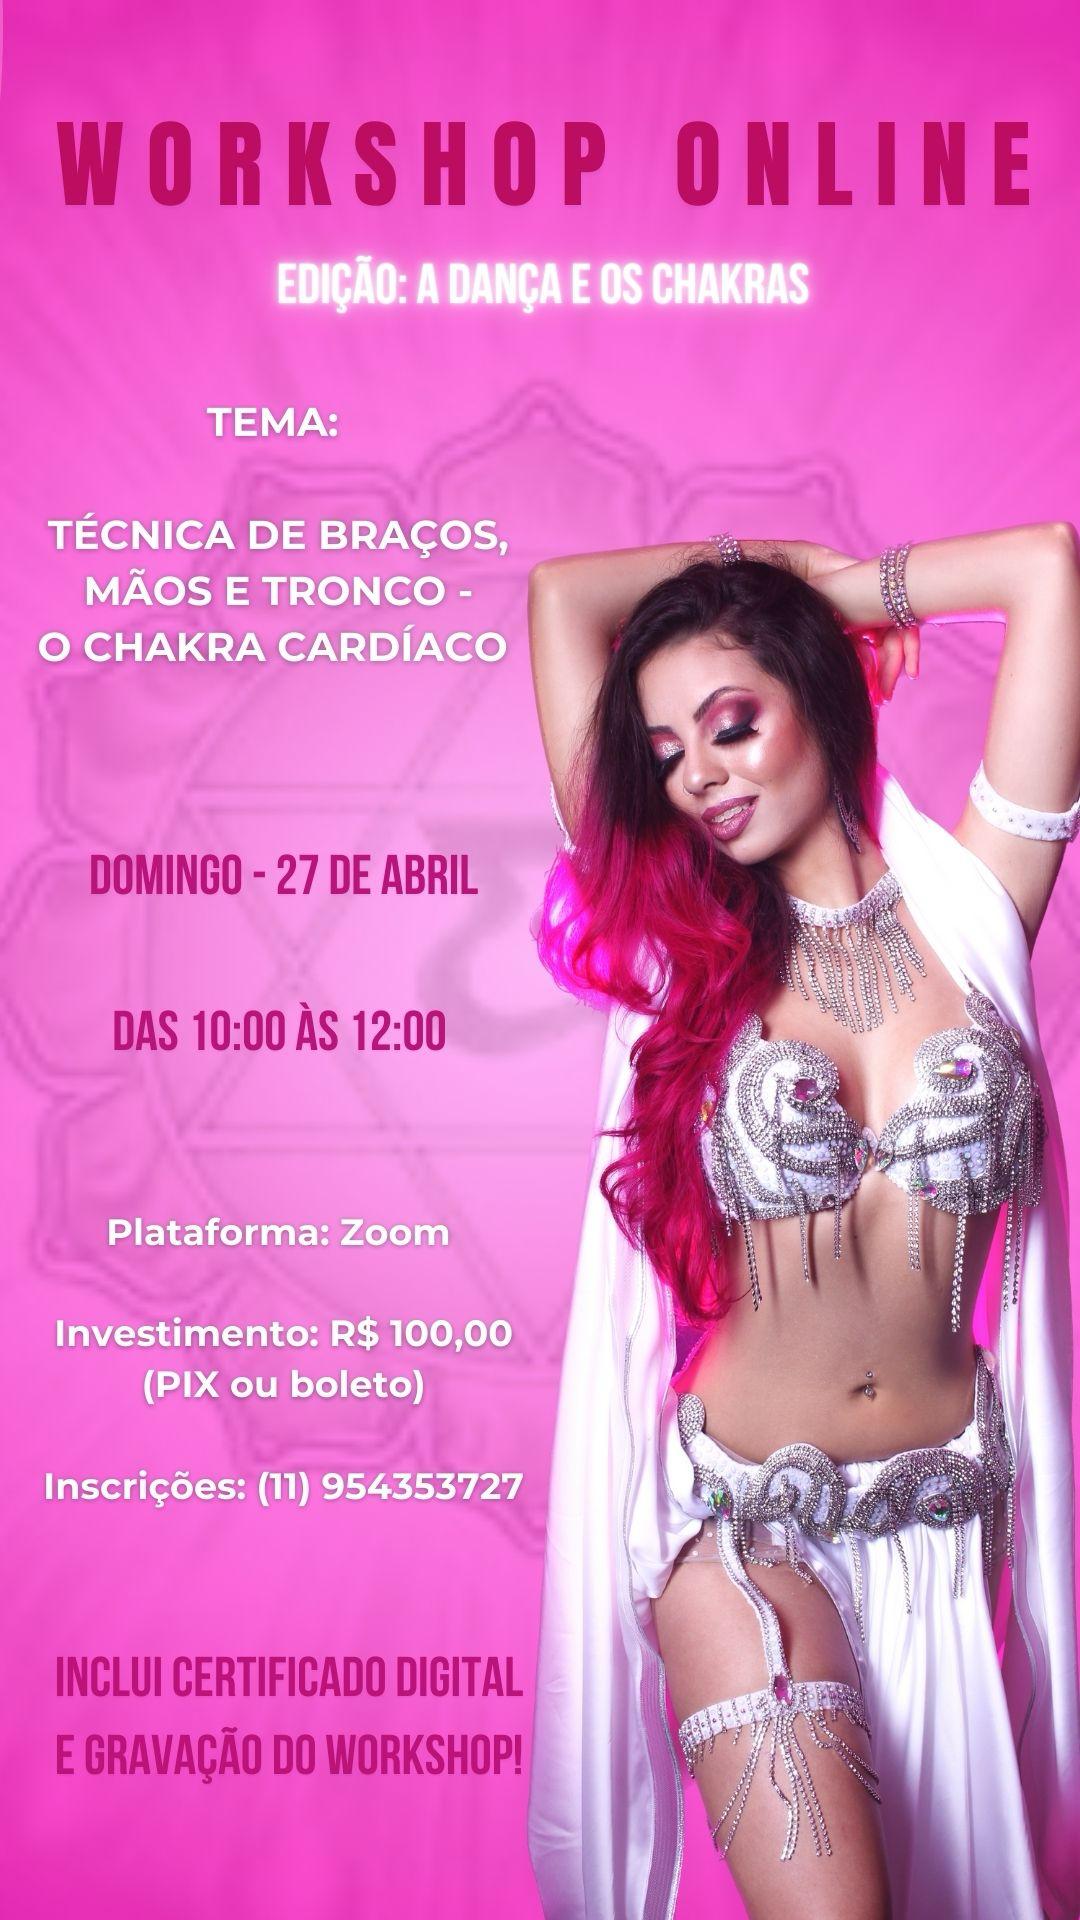 WORKSHOP ONLINE
EDIÇÃO: A DANÇA E OS CHAKRAS
TEMA:
TÉCNICA DE BRAÇOS,
MÃOS E TRONCO -
O CHAKRA CARDÍACO
DOMINGO - 27 DE ABRIL
DAS 10:00 ÀS 12:00
Plataforma: Zoom
Investimento: R$ 100,00
(PIX ou boleto)
Inscrições: (11) 954353727
INCLUI CERTIFICADO DIGITAL
E GRAVAÇÃO DO WORKSHOP!